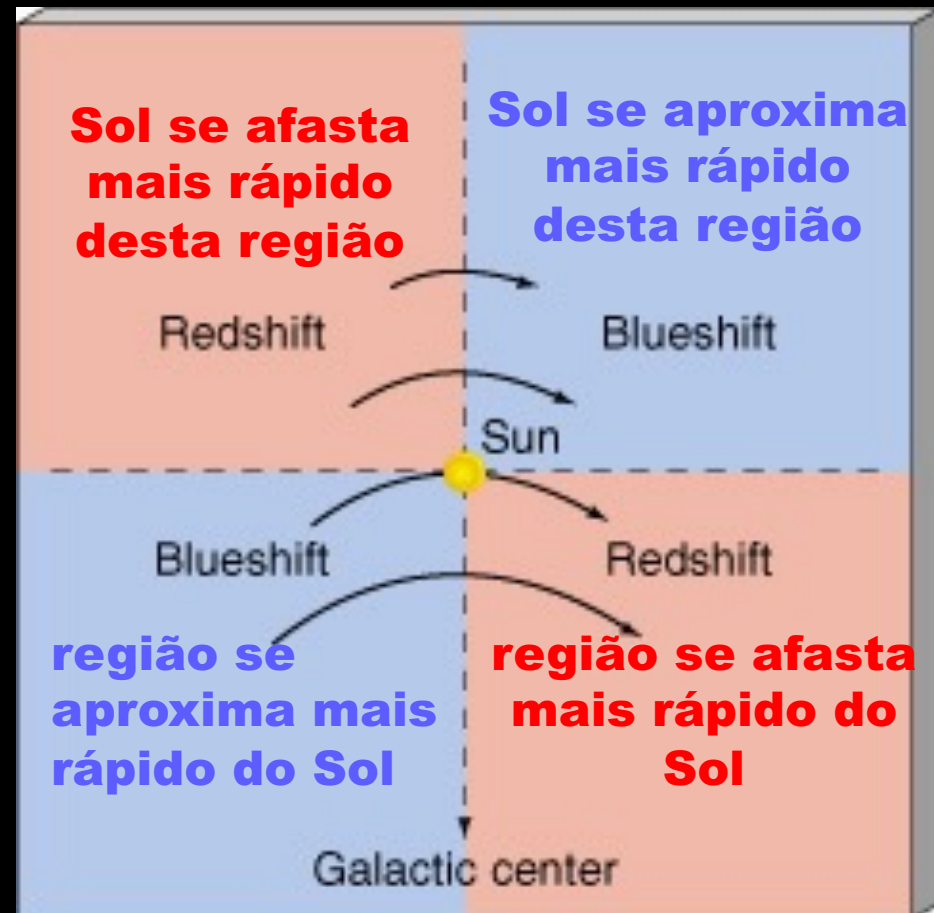 Sol se afasta
mais rápido
desta região
Sol se aproxima
mais rápido
desta região
Redshift
Blueshift
Sun
Blueshift
Redshift
região se
aproxima mais
rápido do Sol
região se afasta
mais rápido do
Sol
Galactic center